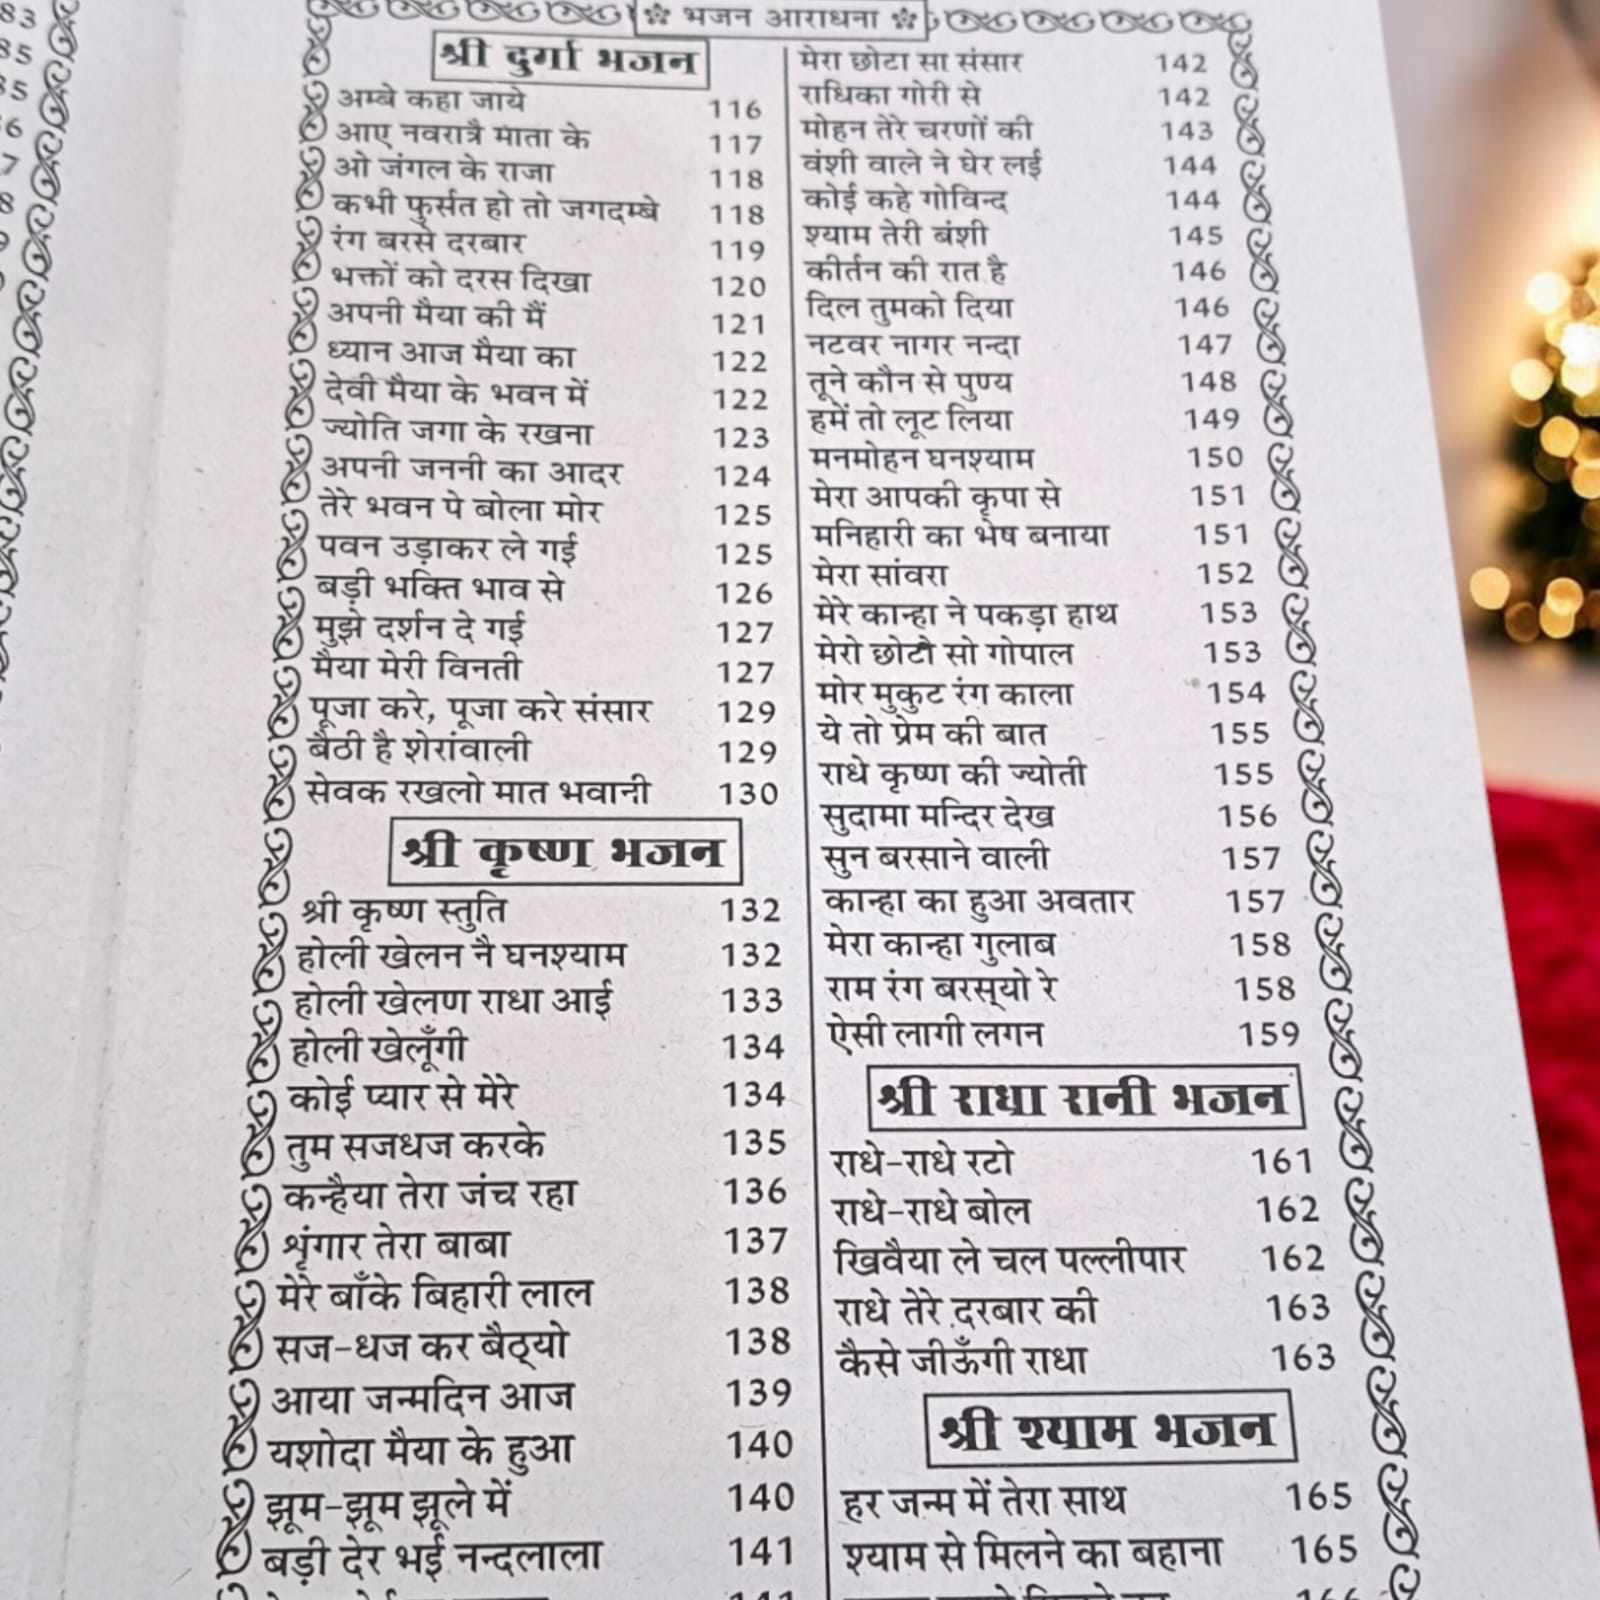 भजन आराधना
श्री दुर्गा भजन
अम्बे कहा जाये 116
आए नवरात्रै माता के 117
ओ जंगल के राजा 118
कभी फुर्सत हो तो जगदम्बे 118
रंग बरसे दरबार 119
भक्तों को दरस दिखा 120
अपनी मैया की मैं 121
ध्यान आज मैया का 122
देवी मैया के भवन में 122
ज्योति जगा के रखना 123
अपनी जननी का आदर 124
तेरे भवन पे बोला मोर 125
पवन उड़ाकर ले गई 125
बड़ी भक्ति भाव से 126
मुझे दर्शन दे गई 127
मैया मेरी विनती 127
पूजा करे, पूजा करे संसार 129
बैठी है शेरांवाली 129
सेवक रखलो मात भवानी 130
श्री कृष्ण भजन
श्री कृष्ण स्तुति 132
होली खेलन नै घनश्याम 132
होली खेलण राधा आई 133
होली खेलूँगी 134
कोई प्यार से मेरे 134
तुम सजधज करके 135
कन्हैया तेरा जंच रहा 136
शृंगार तेरा बाबा 137
मेरे बाँके बिहारी लाल 138
सज-धज कर बैठ्यो 138
आया जन्मदिन आज 139
यशोदा मैया के हुआ 140
झूम-झूम झूले में 140
बड़ी देर भई नन्दलाला 141
मेरा छोटा सा संसार 142
राधिका गोरी से 142
मोहन तेरे चरणों की 143
वंशी वाले ने घेर लई 144
कोई कहे गोविन्द 144
श्याम तेरी बंशी 145
कीर्तन की रात है 146
दिल तुमको दिया 146
नटवर नागर नन्दा 147
तूने कौन से पुण्य 148
हमें तो लूट लिया 149
मनमोहन घनश्याम 150
मेरा आपकी कृपा से 151
मनिहारी का भेष बनाया 151
मेरा सांवरा 152
मेरे कान्हा ने पकड़ा हाथ 153
मेरो छोटौ सो गोपाल 153
मोर मुकुट रंग काला 154
ये तो प्रेम की बात 155
राधे कृष्ण की ज्योती 155
सुदामा मन्दिर देख 156
सुन बरसाने वाली 157
कान्हा का हुआ अवतार 157
मेरा कान्हा गुलाब 158
राम रंग बरस्यो रे 158
ऐसी लागी लगन 159
श्री राधा रानी भजन
राधे-राधे रटो 161
राधे-राधे बोल 162
खिवैया ले चल पल्लीपार 162
राधे तेरे दरबार की 163
कैसे जीऊँगी राधा 163
श्री श्याम भजन
हर जन्म में तेरा साथ 165
श्याम से मिलने का बहाना 165